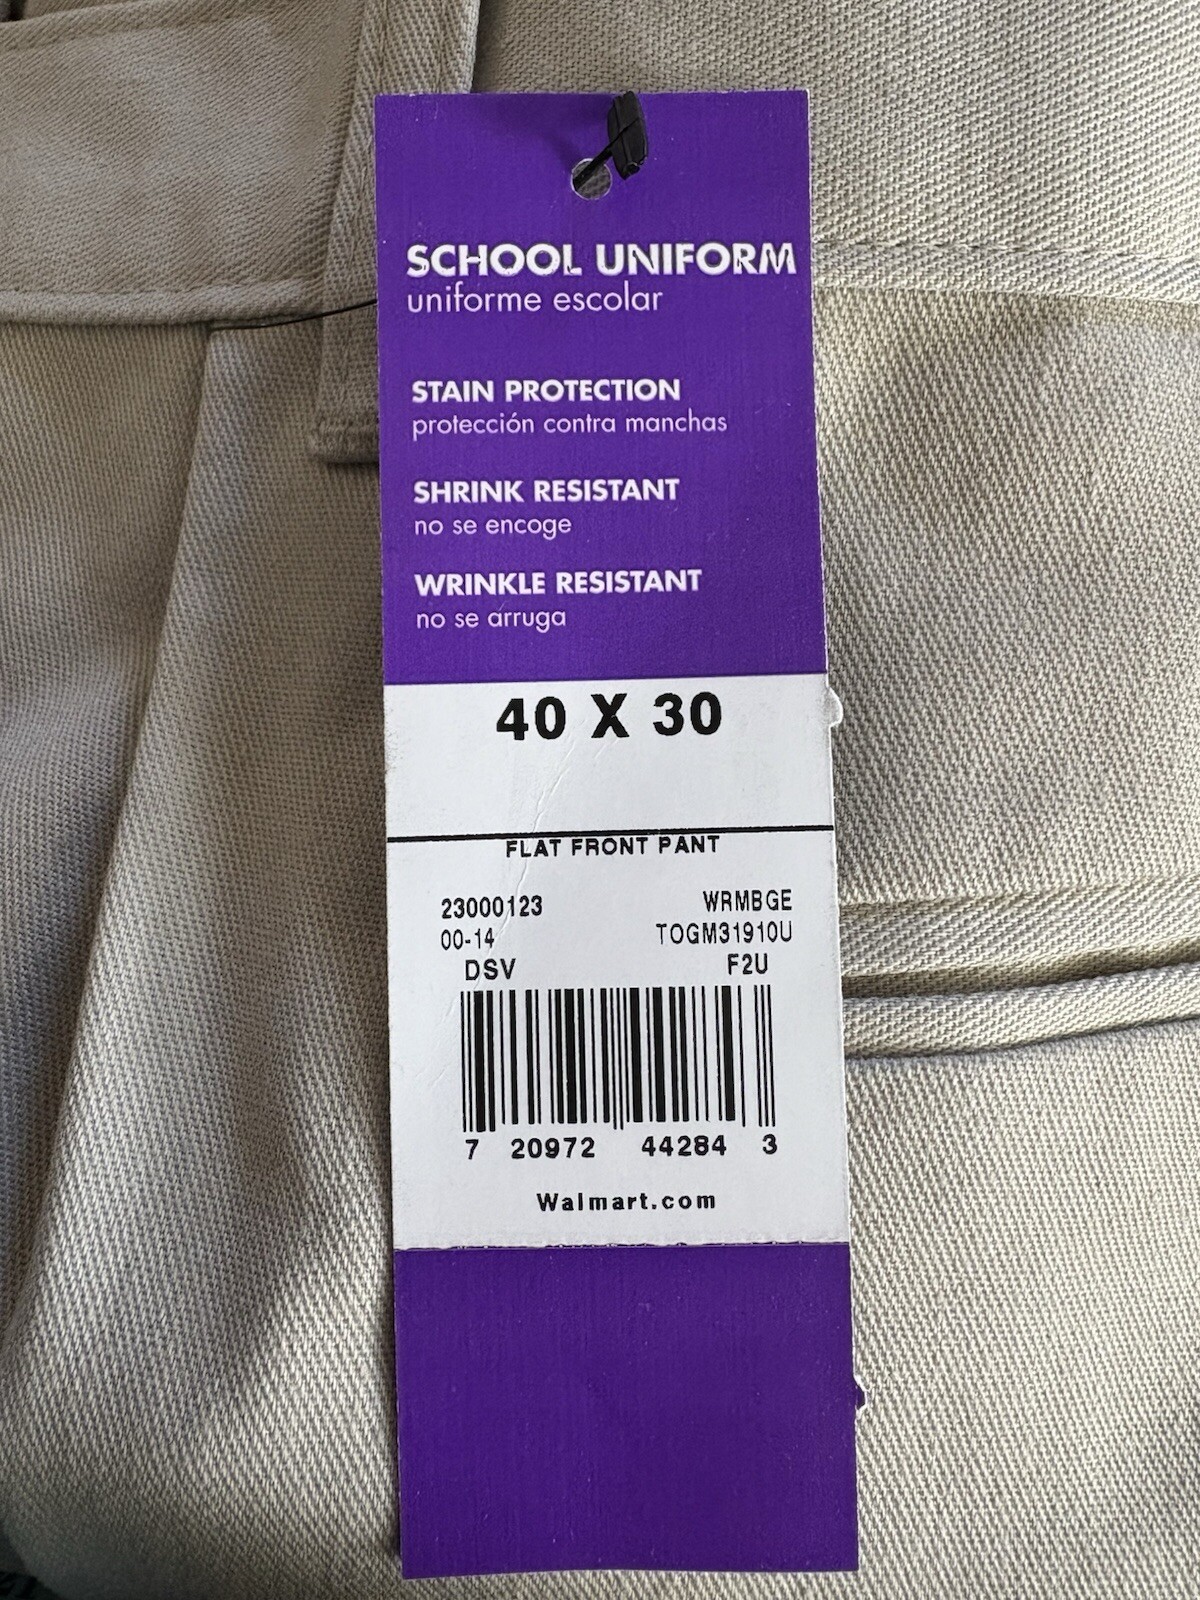 SCHOOL UNIFORM
uniforme escolar
STAIN PROTECTION
protección contra manchas
SHRINK RESISTANT
no se encoge
WRINKLE RESISTANT
no se arruga
40 X 30
FLAT FRONT PANT
23000123 WRMBGE
00-14 TOGM31910U
DSV F2U
7 20972 44284 3
Walmart.com